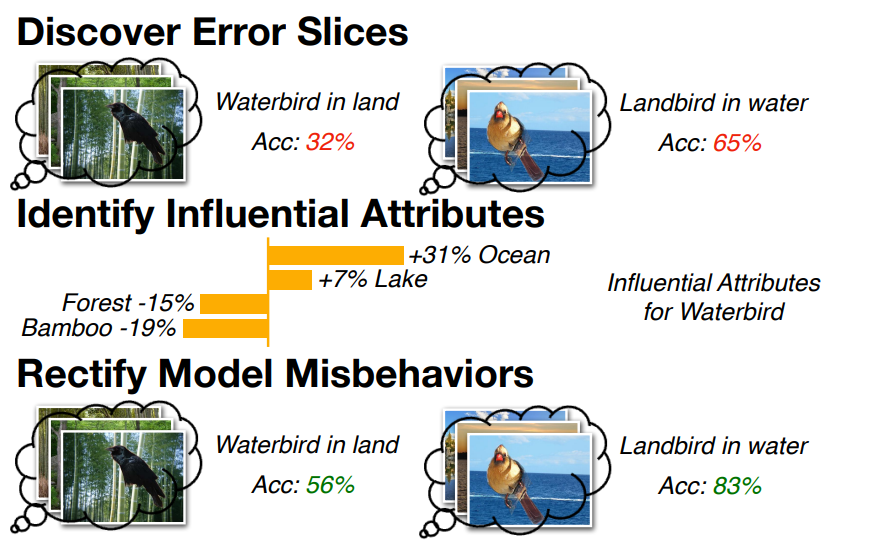 Discover Error Slices
Waterbird in land
Acc: 32%
Landbird in water
Acc: 65%
Identify Influential Attributes
+31% Ocean
+7% Lake
Forest -15%
Bamboo -19%
Influential Attributes
for Waterbird
Rectify Model Misbehaviors
Waterbird in land
Acc: 56%
Landbird in water
Acc: 83%